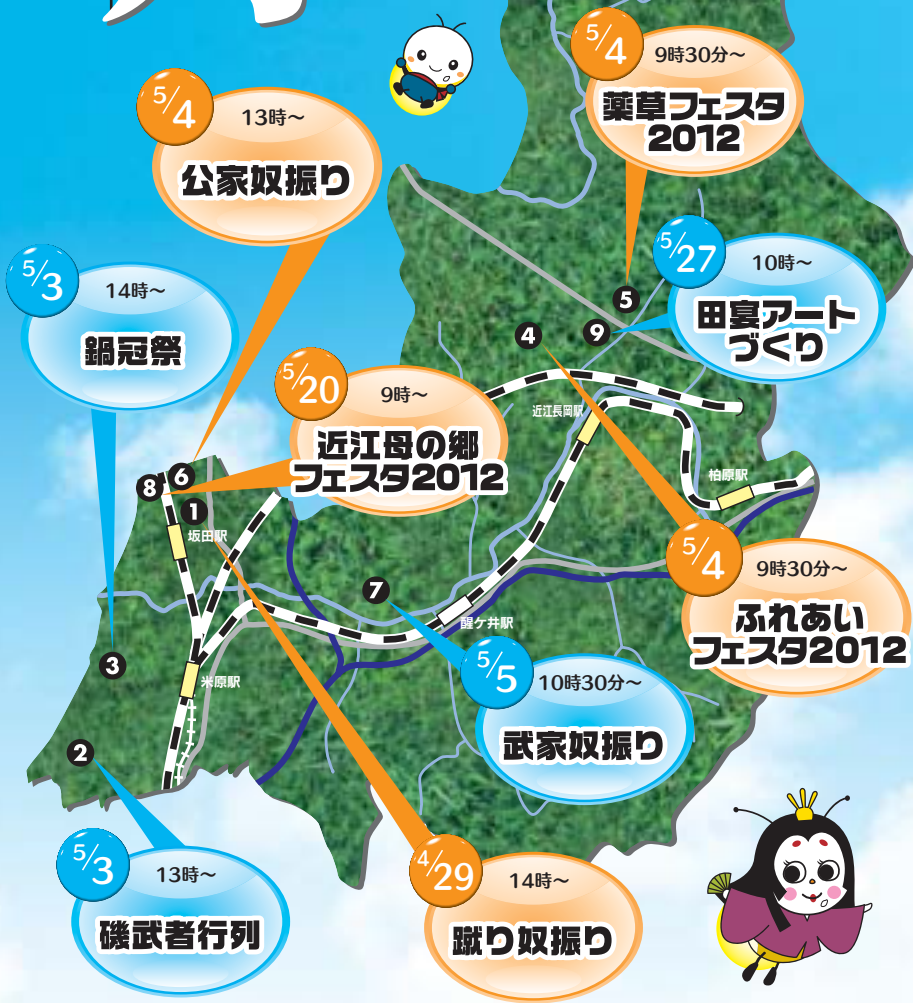 5/4
9時30分～
薬草フェスタ
2012
5/4
13時～
公家奴振り
5/27
10時～
田宴アート
づくり
5/3
14時～
鍋冠祭
5
9
4
5/20
9時～
近江母の郷
フェスタ2012
近江長岡駅
柏原駅
8
6
1
坂田駅
5/4
9時30分～
ふれあい
フェスタ2012
7
醒ケ井駅
3
米原駅
5/5
10時30分～
武家奴振り
2
5/3
13時～
磯武者行列
4/29
14時～
蹴り奴振り